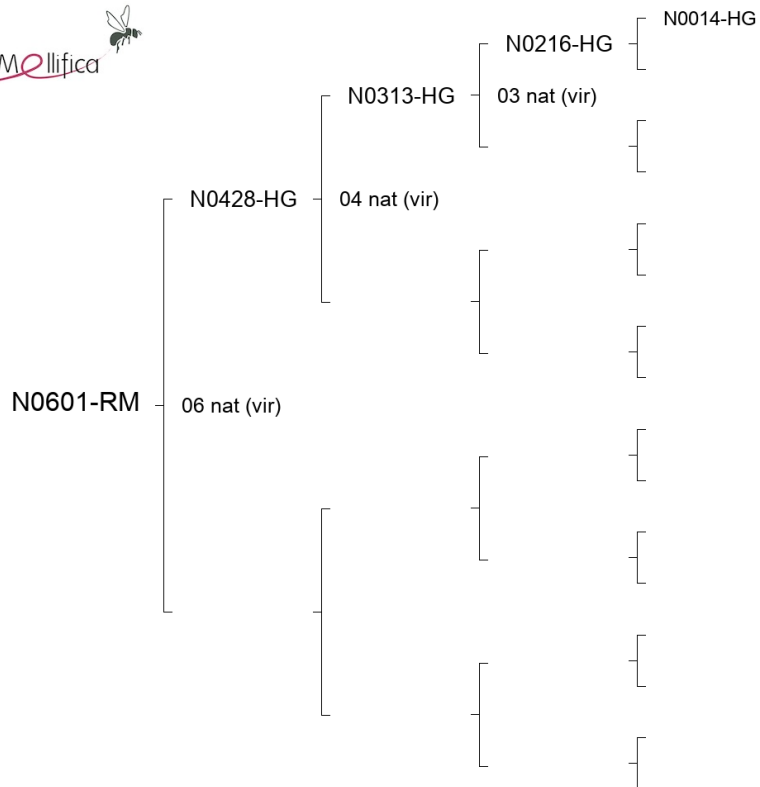 Mellifica
N0014-HG
N0216-HG
N0313-HG
03 nat (vir)
N0428-HG
04 nat (vir)
N0601-RM
06 nat (vir)